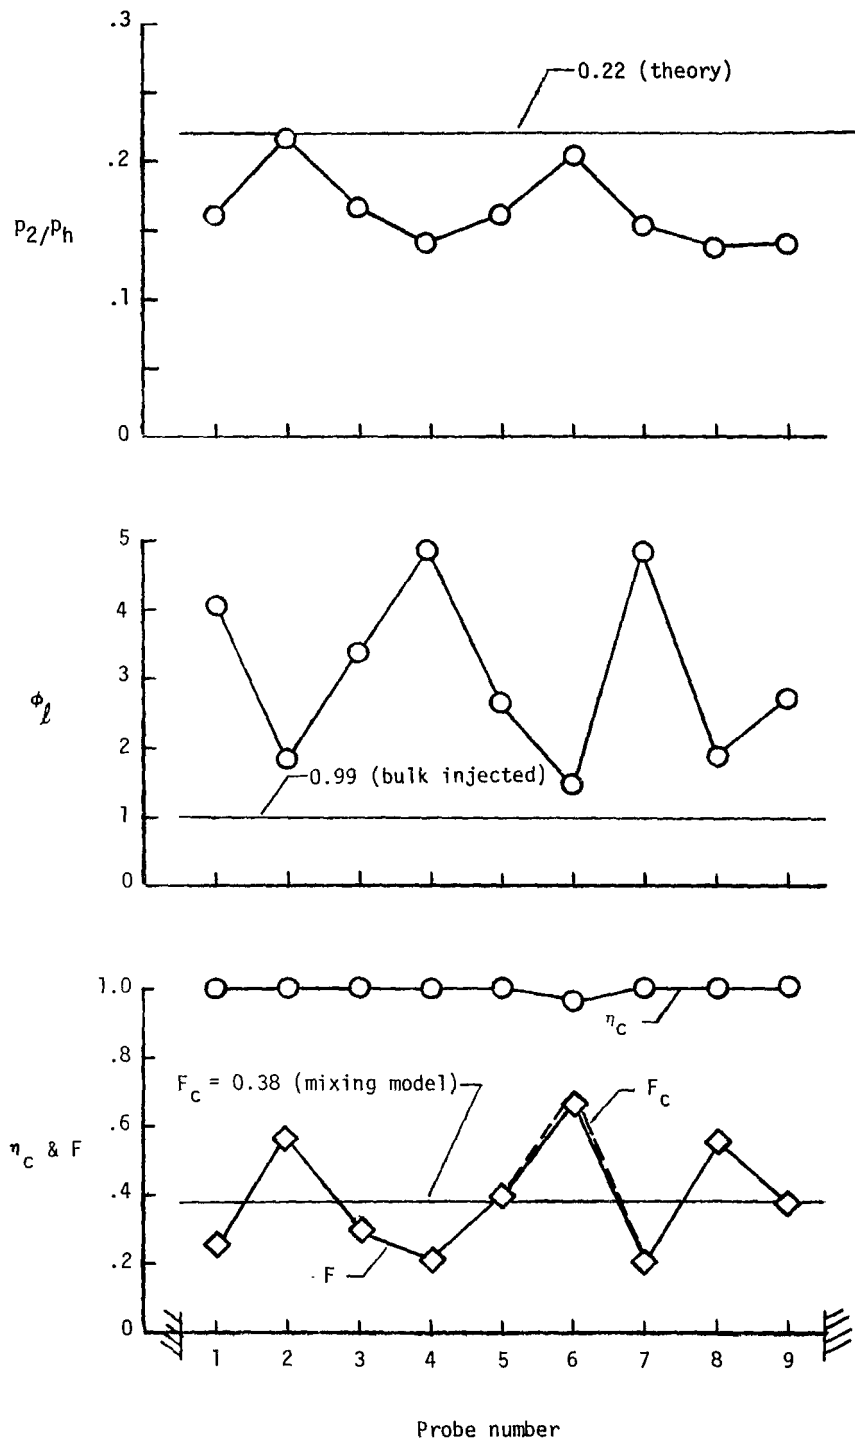 .3
0.22 (theory)
.2
p2/ph
.1
0
5
4
3
ϕℓ
2
0.99 (bulk injected)
1
0
1.0
ηc
.8
Fc = 0.38 (mixing model)
Fc
.6
ηc & F
.4
.2
F
0
1 2 3 4 5 6 7 8 9
Probe number